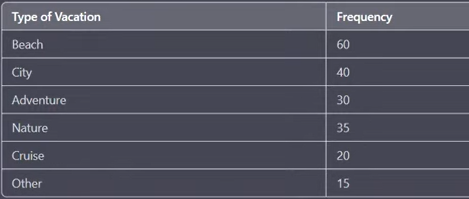 Type of Vacation Frequency
Beach 60
City 40
Adventure 30
Nature 35
Cruise 20
Other 15